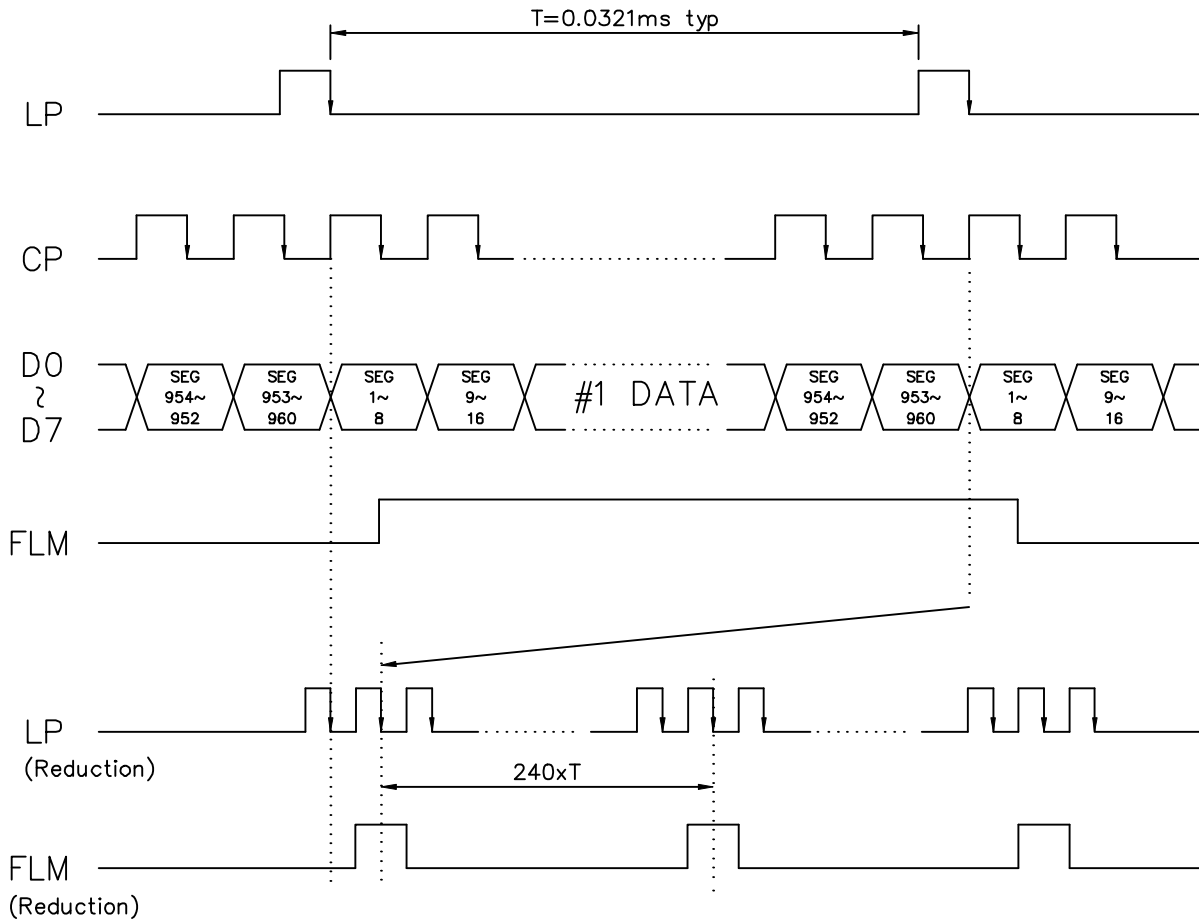 T=0.0321ms typ
LP
CP
D0
~
D7
SEG
954~
952
SEG
953~
960
SEG
1~
8
SEG
9~
16
#1 DATA
SEG
954~
952
SEG
953~
960
SEG
1~
8
SEG
9~
16
FLM
LP
(Reduction)
240xT
FLM
(Reduction)